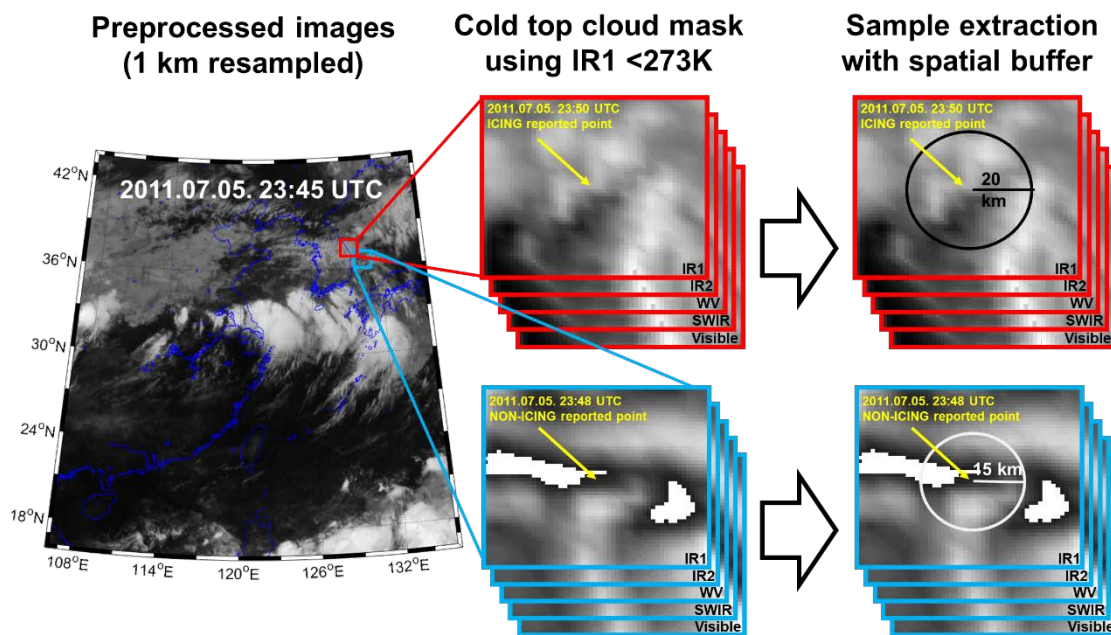 Preprocessed images
(1 km resampled)
Cold top cloud mask
using IR1 <273K
Sample extraction
with spatial buffer
2011.07.05. 23:45 UTC
42°N
36°N
30°N
24°N
18°N
108°E
114°E
120°E
126°E
132°E
2011.07.05. 23:50 UTC
ICING reported point
IR1
IR2
WV
SWIR
Visible
2011.07.05. 23:50 UTC
ICING reported point
20
km
IR1
IR2
WV
SWIR
Visible
2011.07.05. 23:48 UTC
NON-ICING reported point
IR1
IR2
WV
SWIR
Visible
2011.07.05. 23:48 UTC
NON-ICING reported point
15 km
IR1
IR2
WV
SWIR
Visible